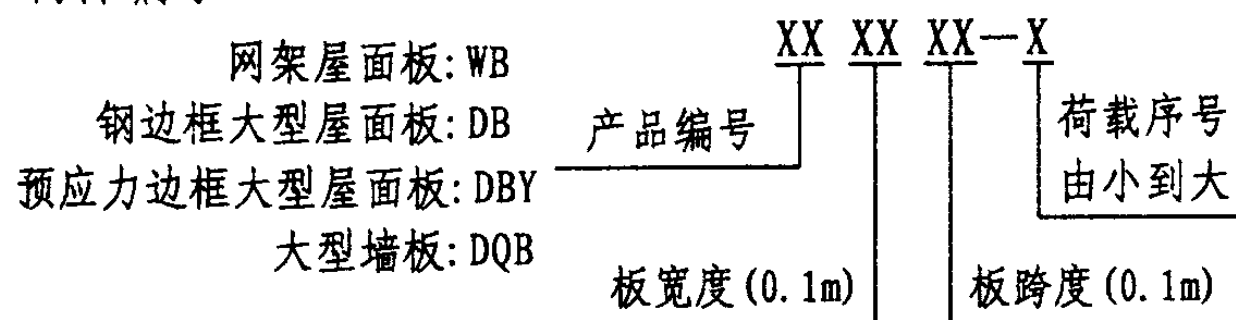 XX XX XX—X
网架屋面板:WB
钢边框大型屋面板:DB
预应力边框大型屋面板:DBY
大型墙板:DQB
产品编号
荷载序号
由小到大
板宽度(0.1m)
板跨度(0.1m)